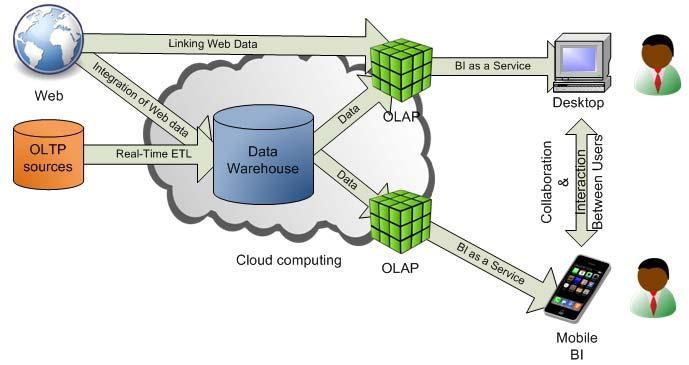 Linking Web Data
BI as a Service
Web
Integration of Web data
OLAP
Desktop
Data
OLTP
sources
Real-Time ETL
Data
Warehouse
Collaboration
&
Interaction
Between Users
Data
Cloud computing
OLAP
BI as a Service
Mobile
BI